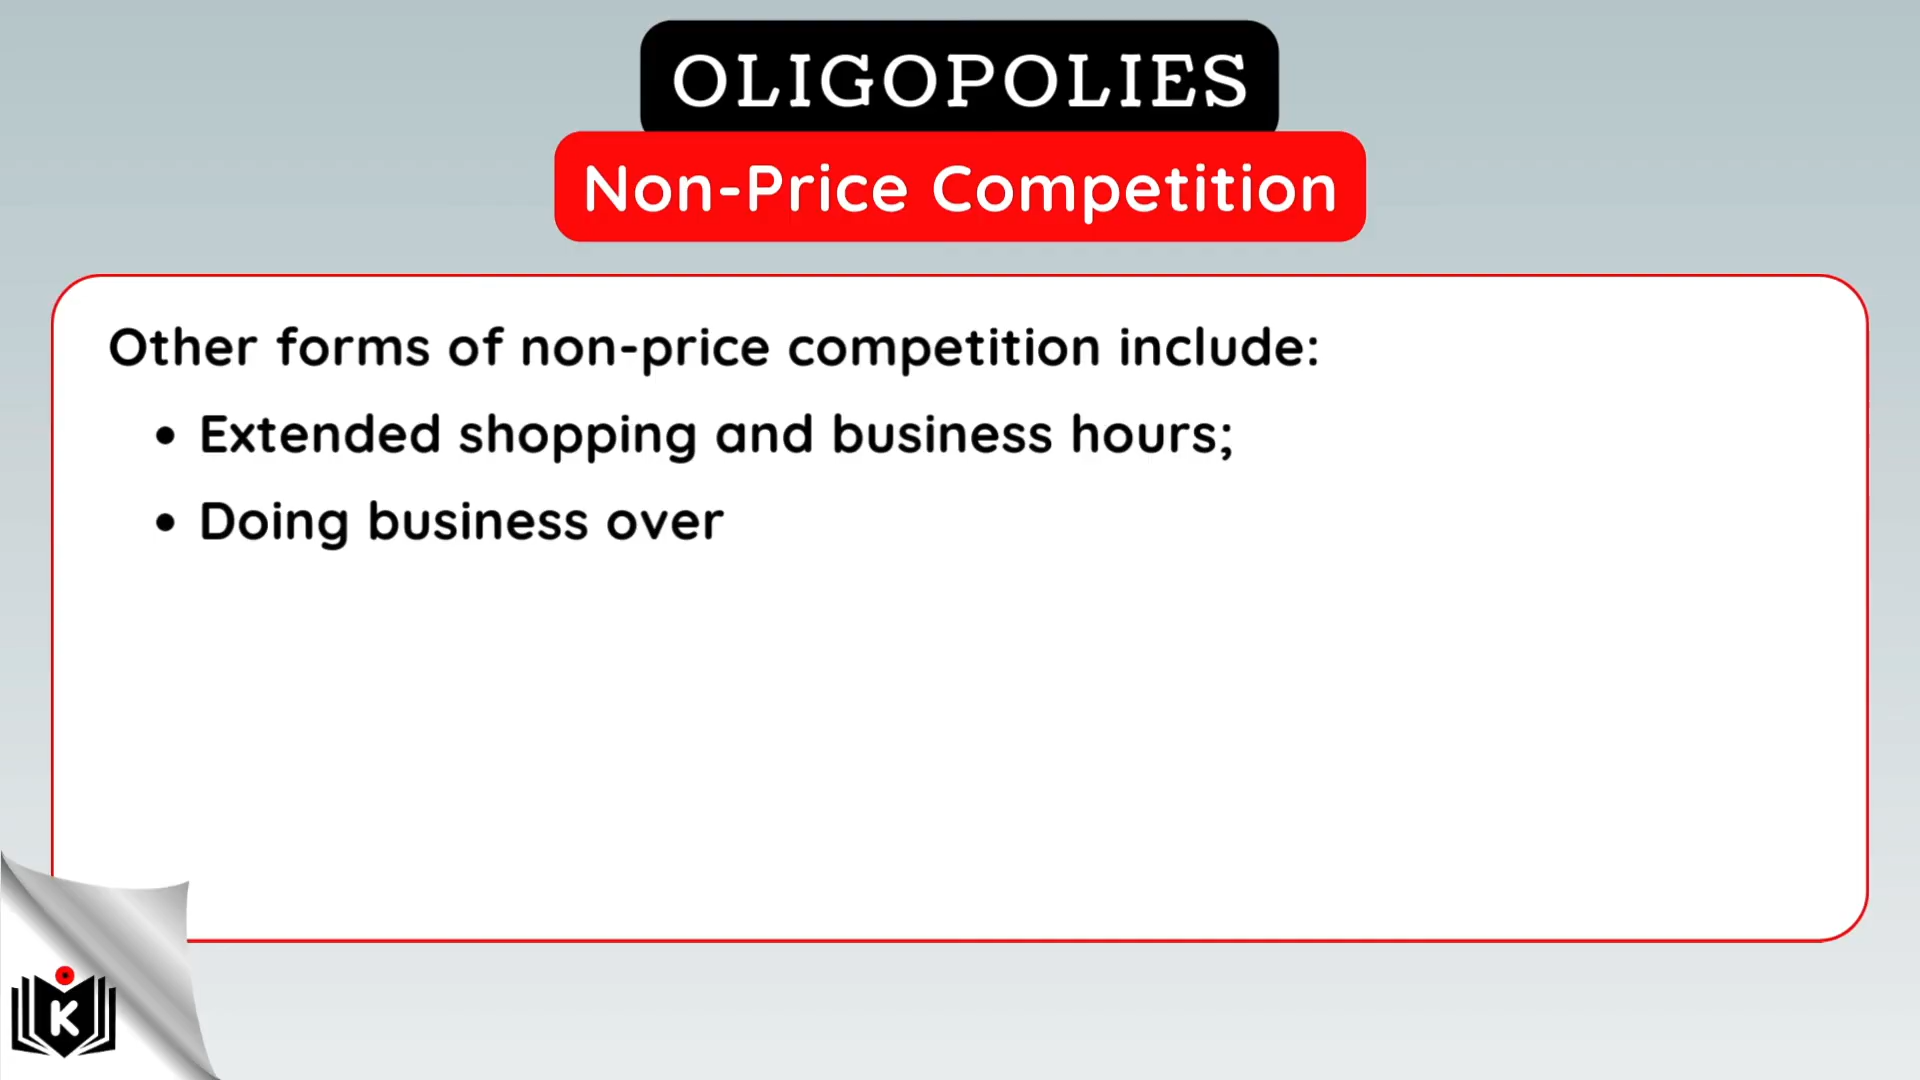 OLIGOPOLIES
Non-Price Competition
Other forms of non-price competition include:
• Extended shopping and business hours;
• Doing business over
K